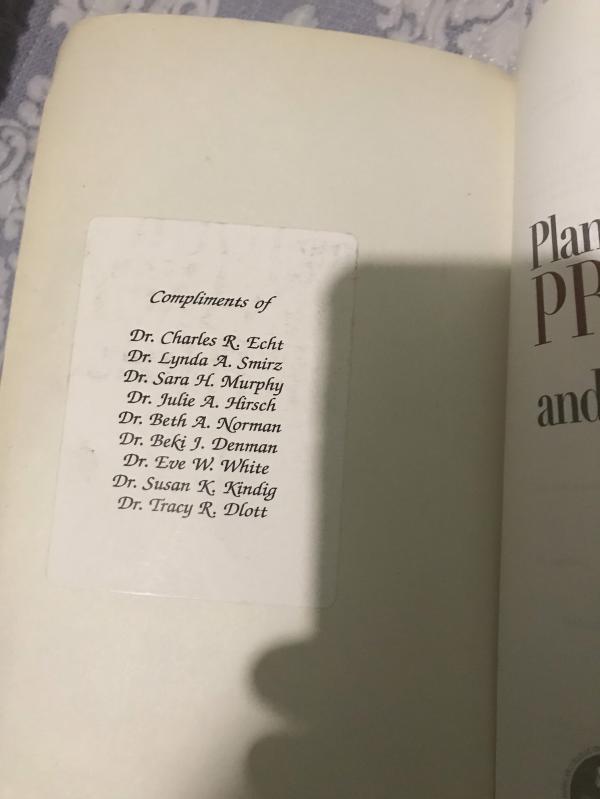 Compliments of
Dr. Charles R. Echt
Dr. Lynda A. Smirz
Dr. Sara H. Murphy
Dr. Julie A. Hirsch
Dr. Beth A. Norman
Dr. Beki J. Denman
Dr. Eve W. White
Dr. Susan K. Kindig
Dr. Tracy R. Dlott
Plan
PR
and